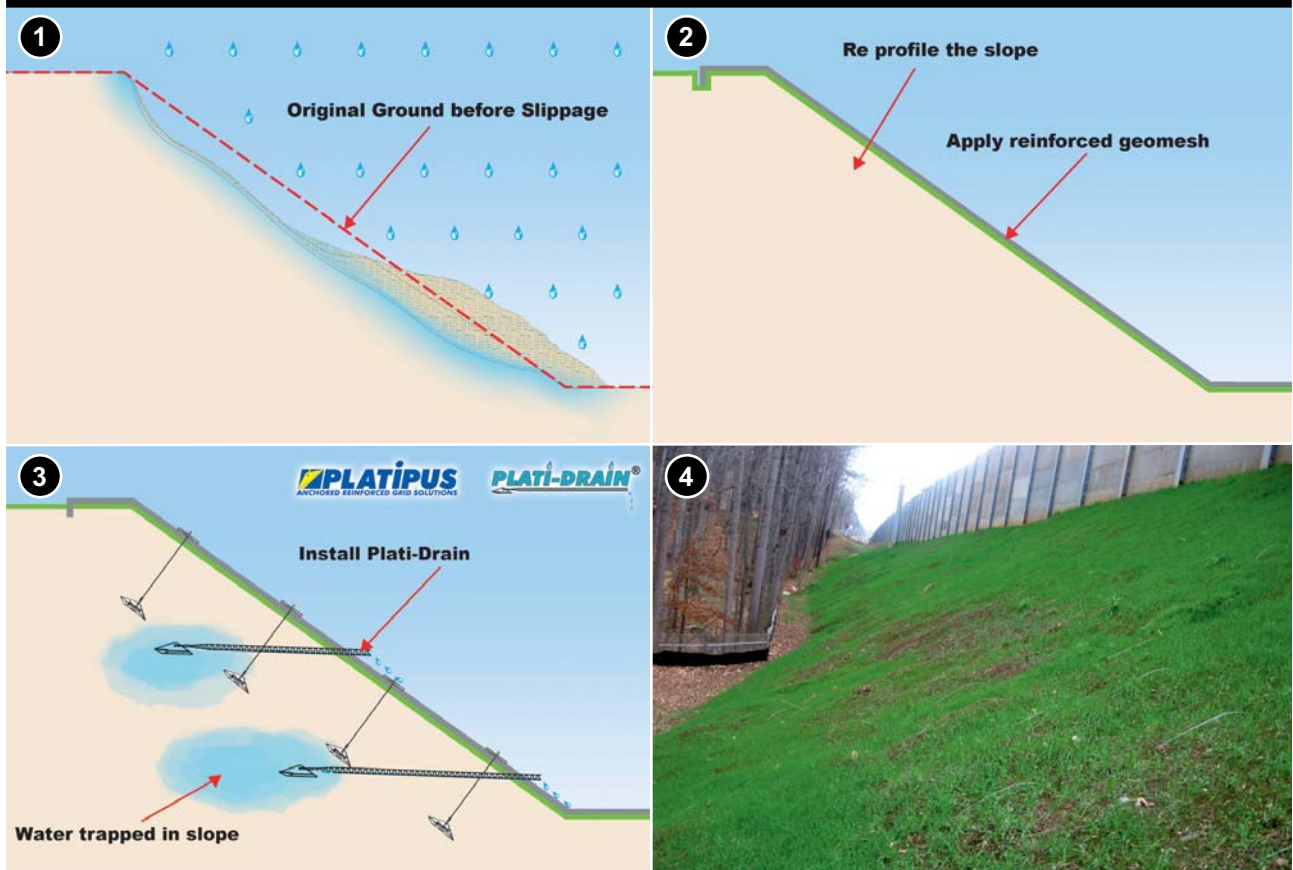 1
Original Ground before Slippage
2
Re profile the slope
Apply reinforced geomesh
3
PLATIPUS
ANCHORED REINFORCED GRID SOLUTIONS
PLATI-DRAIN®
Install Plati-Drain
Water trapped in slope
4